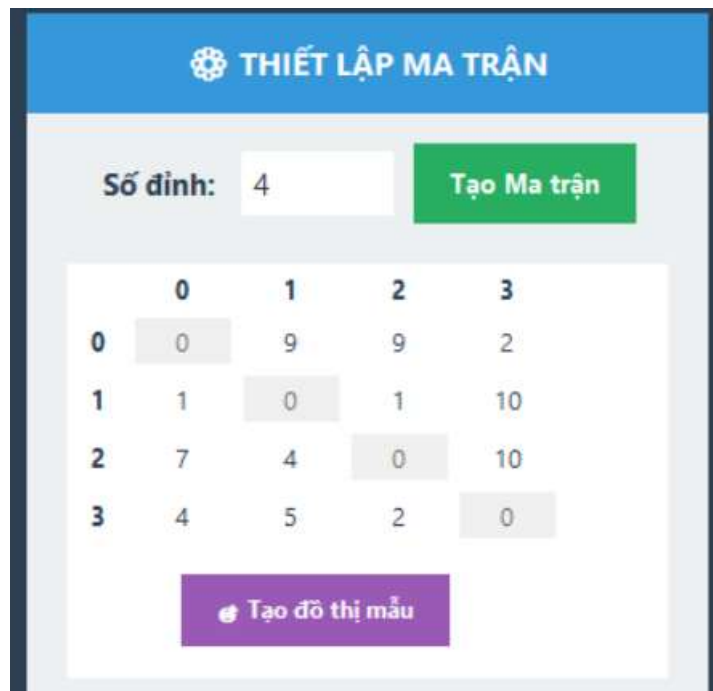 THIẾT LẬP MA TRẬN
Số đỉnh: 4 Tạo Ma trận
0 1 2 3
0 0 9 9 2
1 1 0 1 10
2 7 4 0 10
3 4 5 2 0
Tạo đồ thị mẫu